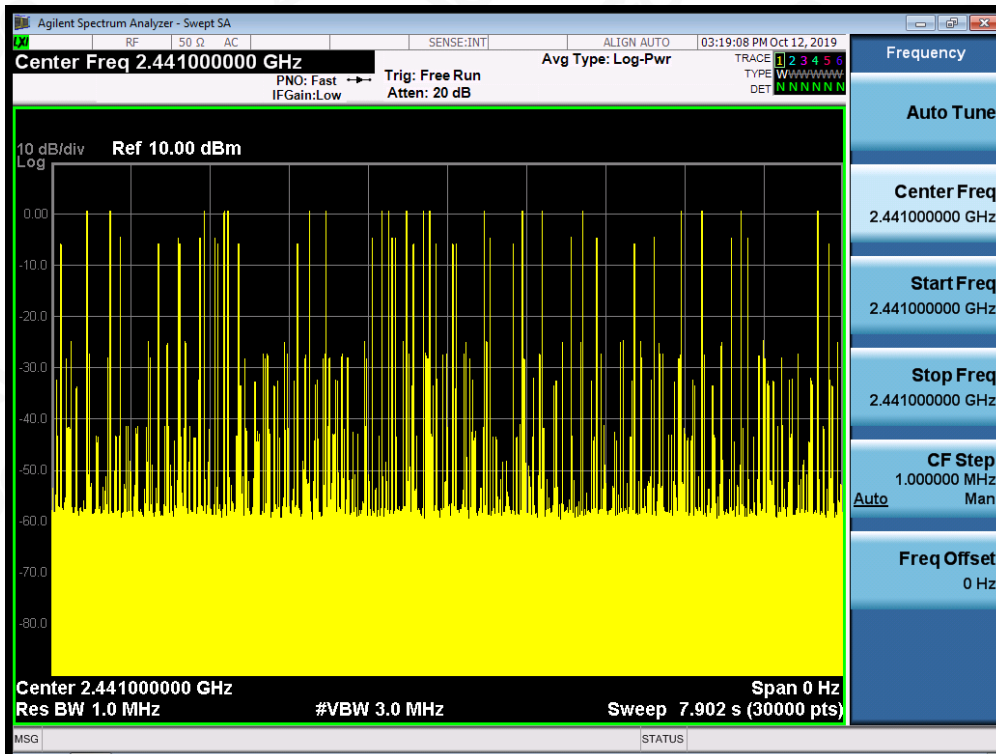 Agilent Spectrum Analyzer - Swept SA
LXI RF 50 Ω AC SENSE:INT ALIGN AUTO 03:19:08 PM Oct 12, 2019
Center Freq 2.441000000 GHz
PNO: Fast
IFGain:Low
Trig: Free Run
Atten: 20 dB
Avg Type: Log-Pwr
TRACE 1 2 3 4 5 6
TYPE WWWWWW
DET N N N N N N
10 dB/div Ref 10.00 dBm
Log
0.00
-10.0
-20.0
-30.0
-40.0
-50.0
-60.0
-70.0
-80.0
Center 2.441000000 GHz Span 0 Hz
Res BW 1.0 MHz #VBW 3.0 MHz Sweep 7.902 s (30000 pts)
MSG STATUS
Frequency
Auto Tune
Center Freq
2.441000000 GHz
Start Freq
2.441000000 GHz
Stop Freq
2.441000000 GHz
CF Step
1.000000 MHz
Auto Man
Freq Offset
0 Hz